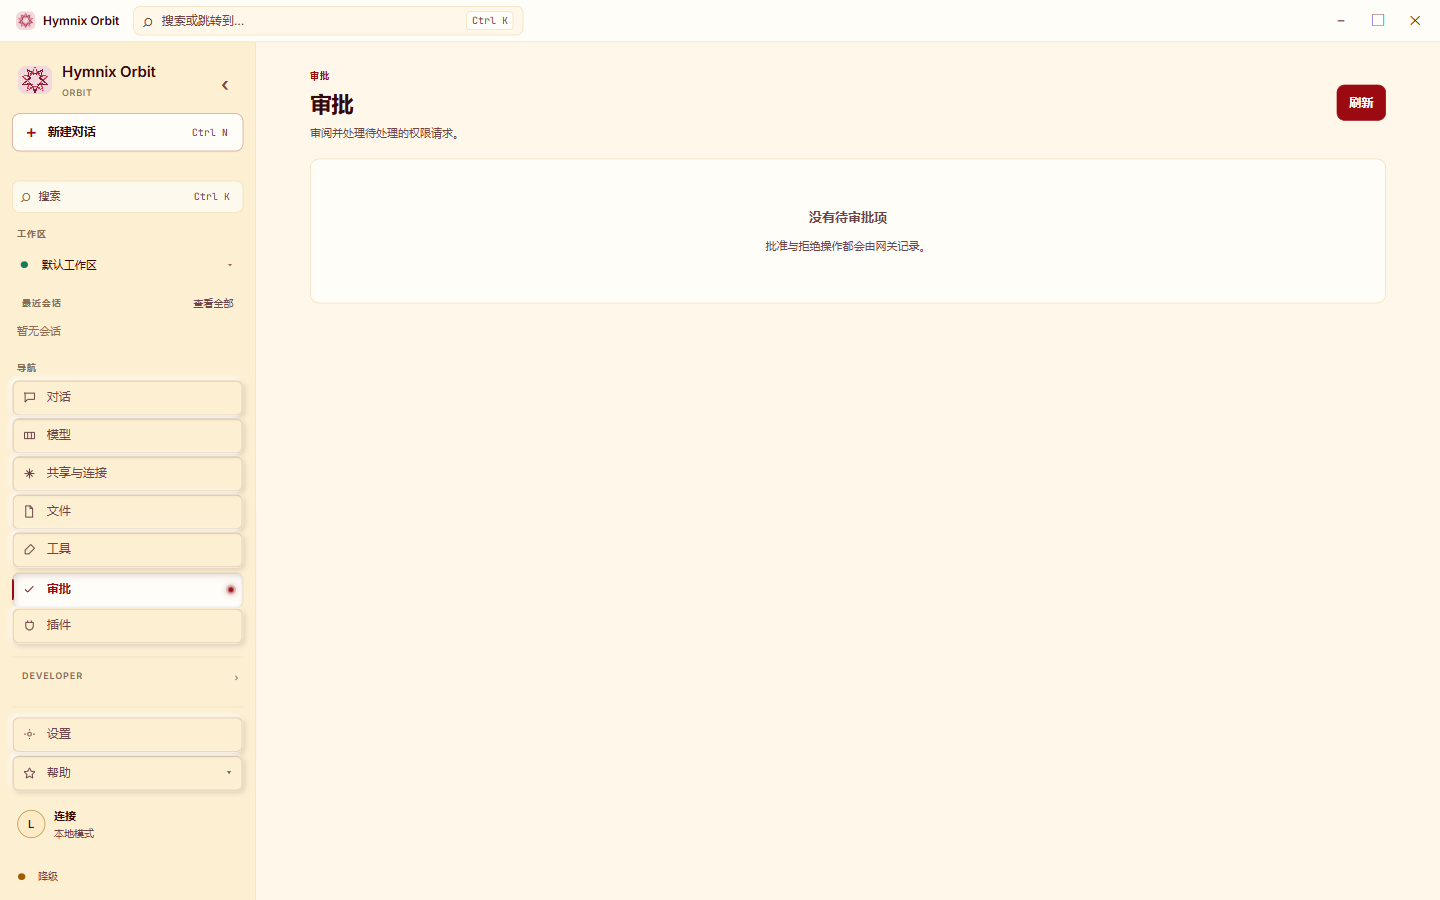 Hymnix Orbit
搜索或跳转到...
Ctrl K
Hymnix Orbit
ORBIT
新建对话
Ctrl N
搜索
Ctrl K
工作区
默认工作区
最近会话
查看全部
暂无会话
导航
对话
模型
共享与连接
文件
工具
审批
插件
DEVELOPER
设置
帮助
L
连接
本地模式
降级
审批
审批
审阅并处理待处理的权限请求。
刷新
没有待审批项
批准与拒绝操作都会由网关记录。